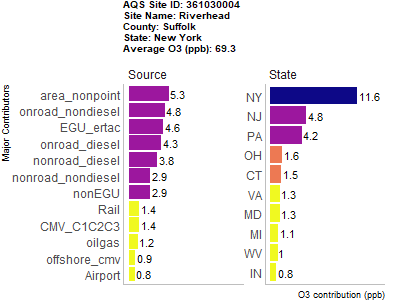 AQS Site ID: 361030004
Site Name: Riverhead
County: Suffolk
State: New York
Average O3 (ppb): 69.3
Major Contributors
Source
area_nonpoint 5.3
onroad_nondiesel 4.8
EGU_ertac 4.6
onroad_diesel 4.3
nonroad_diesel 3.8
nonroad_nondiesel 2.9
nonEGU 2.9
Rail 1.4
CMV_C1C2C3 1.4
oilgas 1.2
offshore_cmv 0.9
Airport 0.8
State
NY 11.6
NJ 4.8
PA 4.2
OH 1.6
CT 1.5
VA 1.3
MD 1.3
MI 1.1
WV 1
IN 0.8
O3 contribution (ppb)